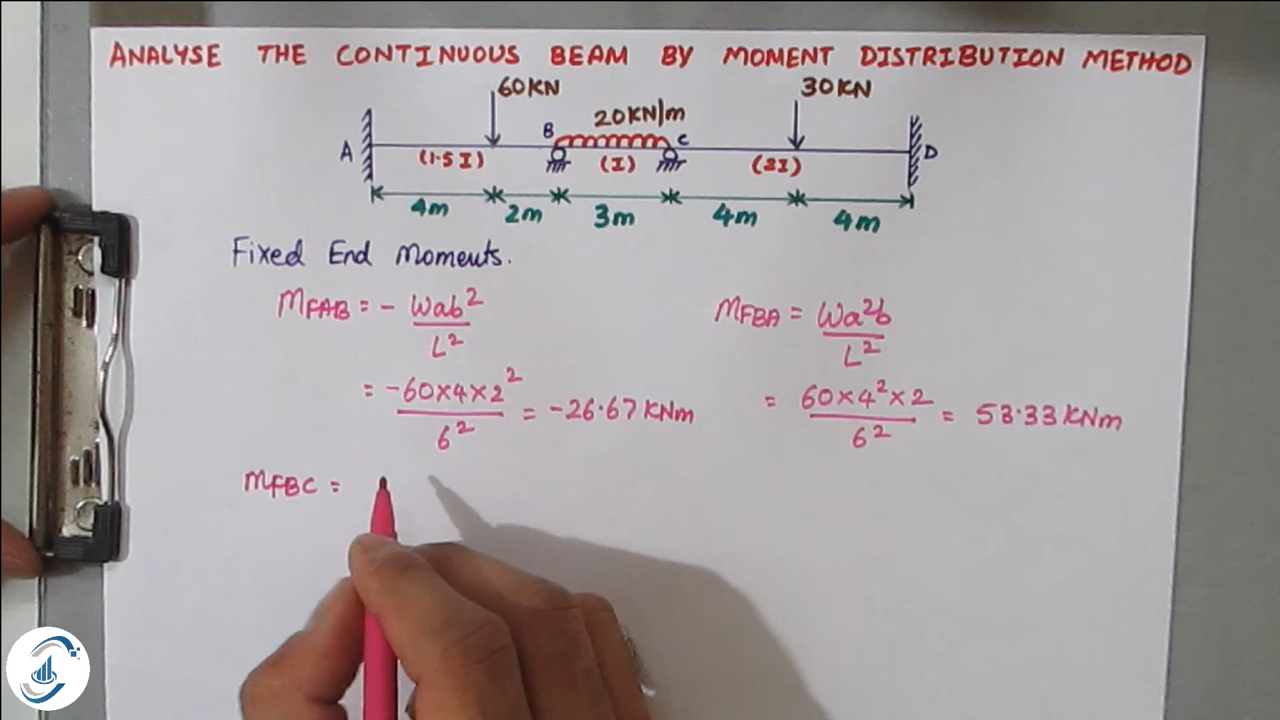 ANALYSE THE CONTINUOUS BEAM BY MOMENT DISTRIBUTION METHOD
60KN 30KN
20KN/m
A B C D
(1.5I) (I) (2I)
4m 2m 3m 4m 4m
Fixed End Moments.
MFAB = - Wab²/L² MFBA = Wa²b/L²
= -60×4×2²/6² = -26.67 KNm = 60×4²×2/6² = 53.33 KNm
MFBC =